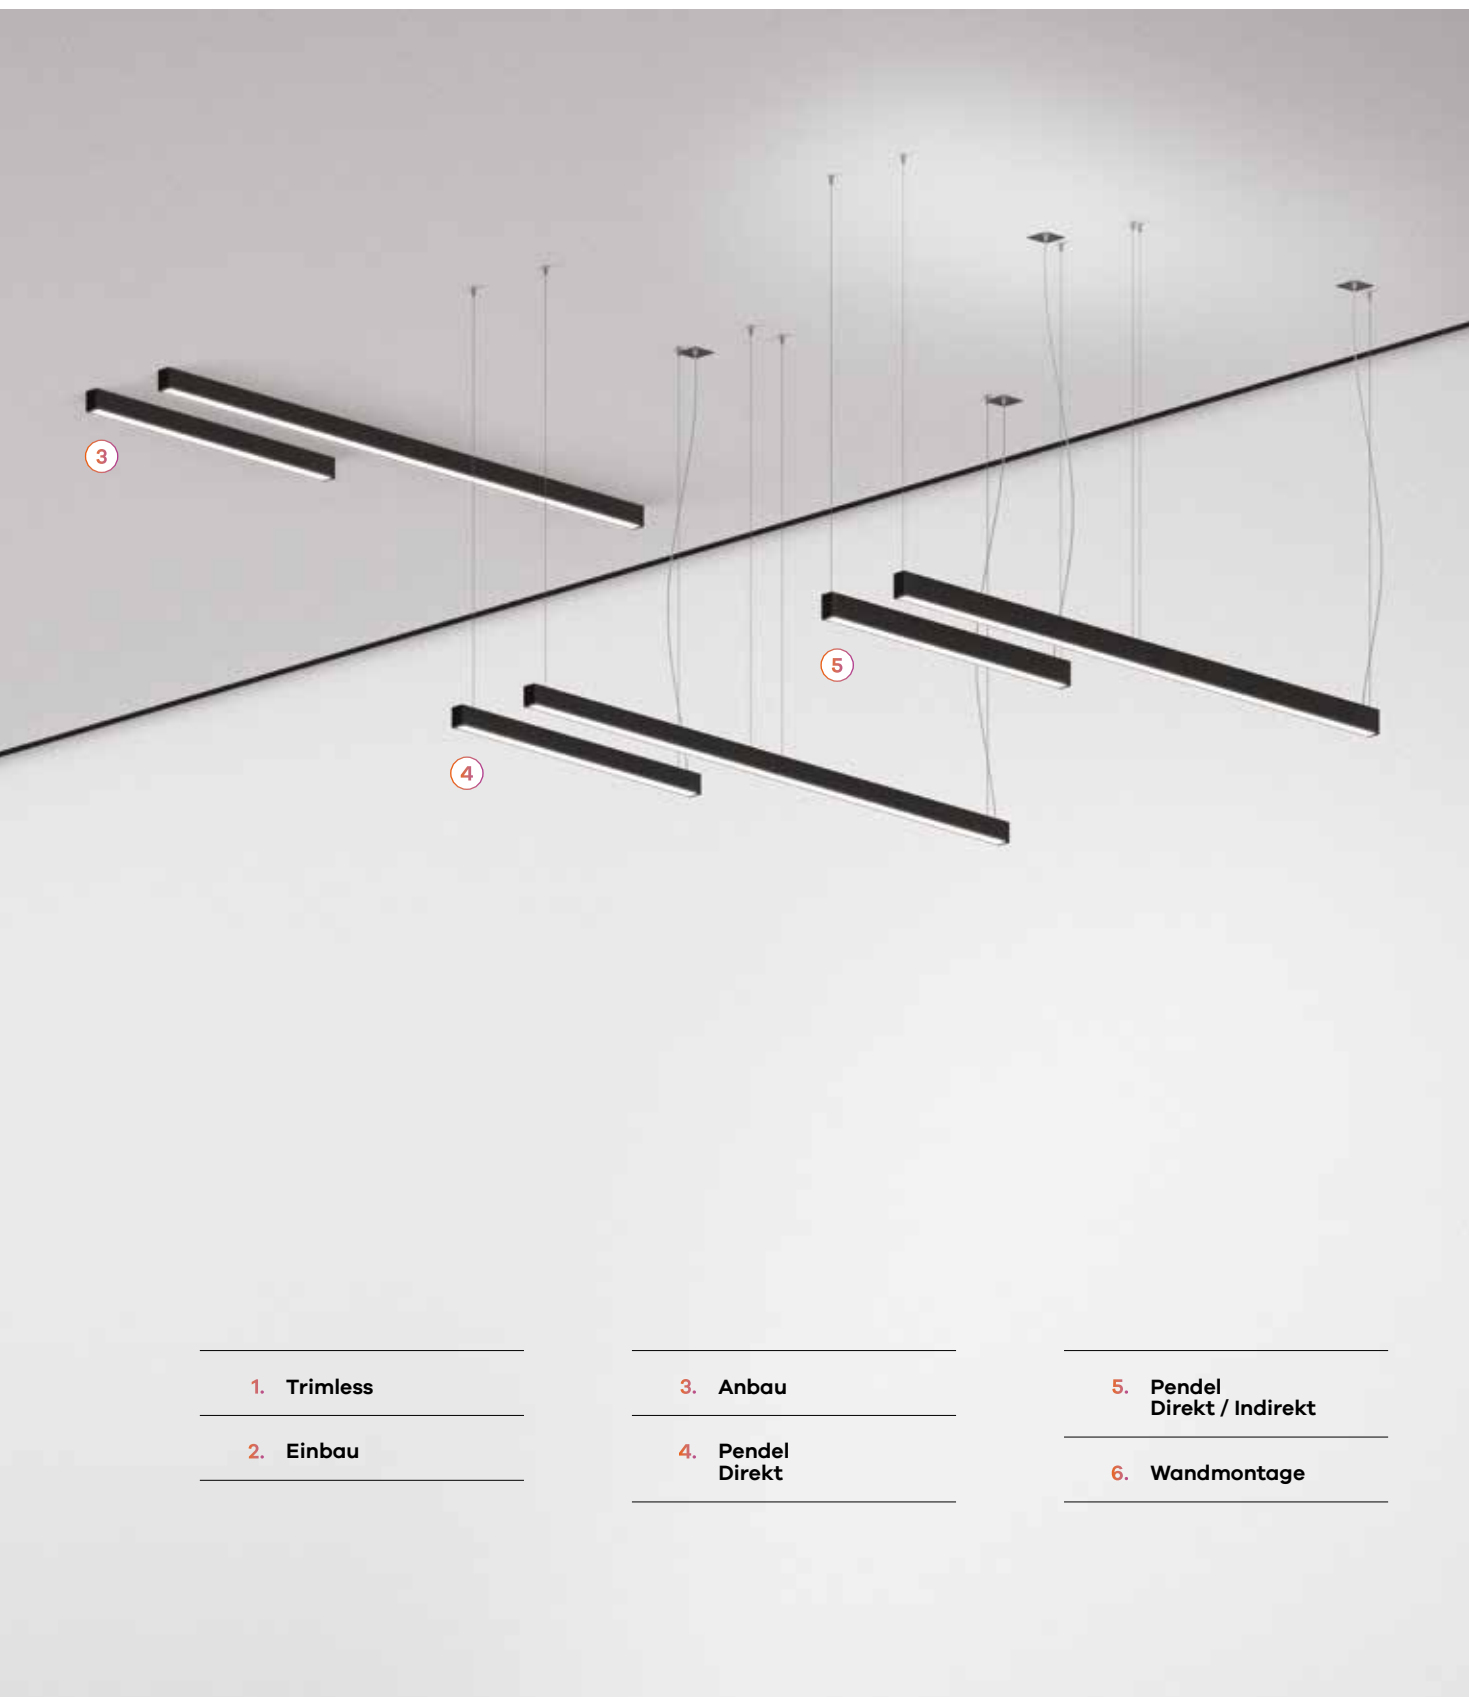 3
5
4
1. Trimless
2. Einbau
3. Anbau
4. Pendel
Direkt
5. Pendel
Direkt / Indirekt
6. Wandmontage